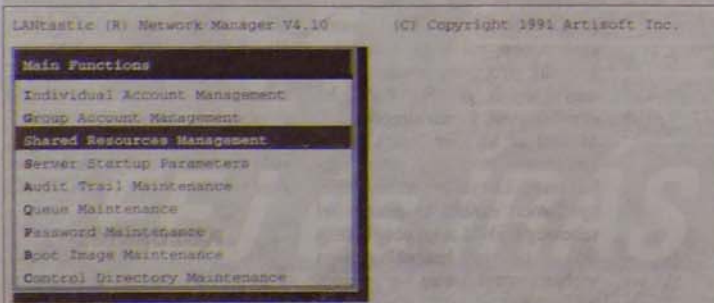 LANtastic (R) Network Manager V4.10 (C) Copyright 1991 Artisoft Inc.
Main Functions
Individual Account Management
Group Account Management
Shared Resources Management
Server Startup Parameters
Audit Trail Maintenance
Queue Maintenance
Password Maintenance
Boot Image Maintenance
Control Directory Maintenance